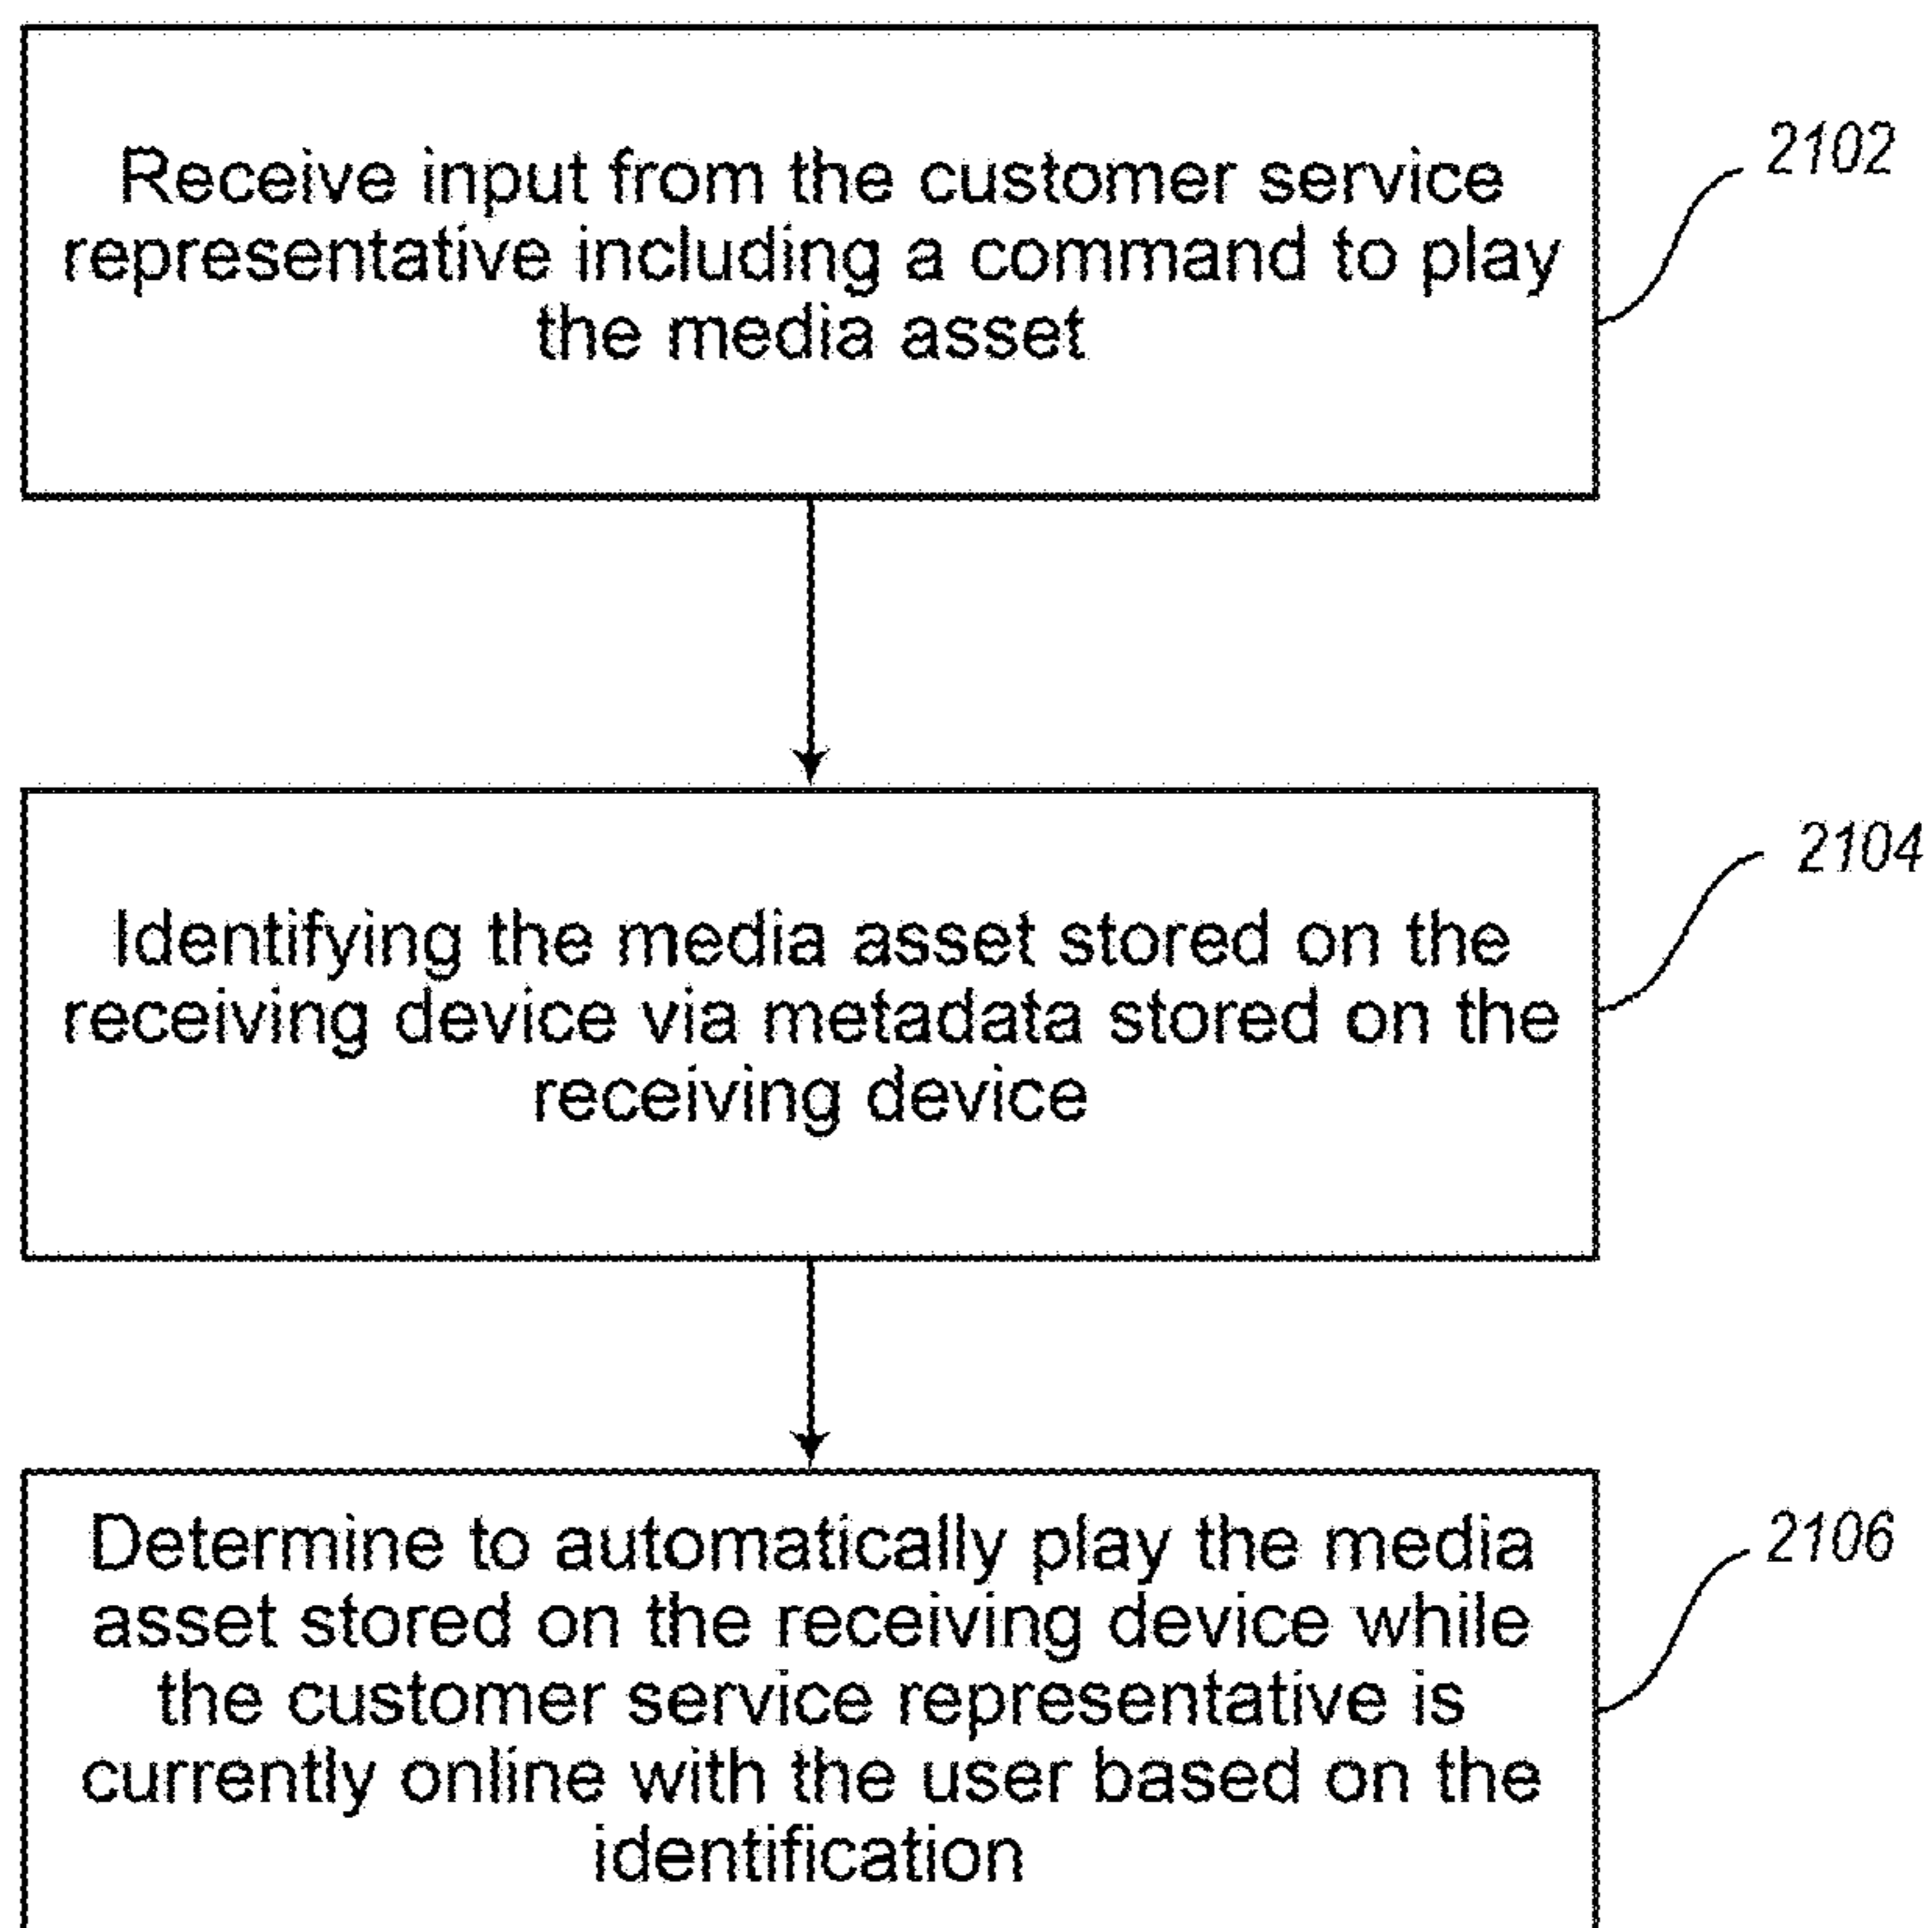 Receive input from the customer service
representative including a command to play
the media asset
2102
Identifying the media asset stored on the
receiving device via metadata stored on the
receiving device
2104
Determine to automatically play the media
asset stored on the receiving device while
the customer service representative is
currently online with the user based on the
identification
2106